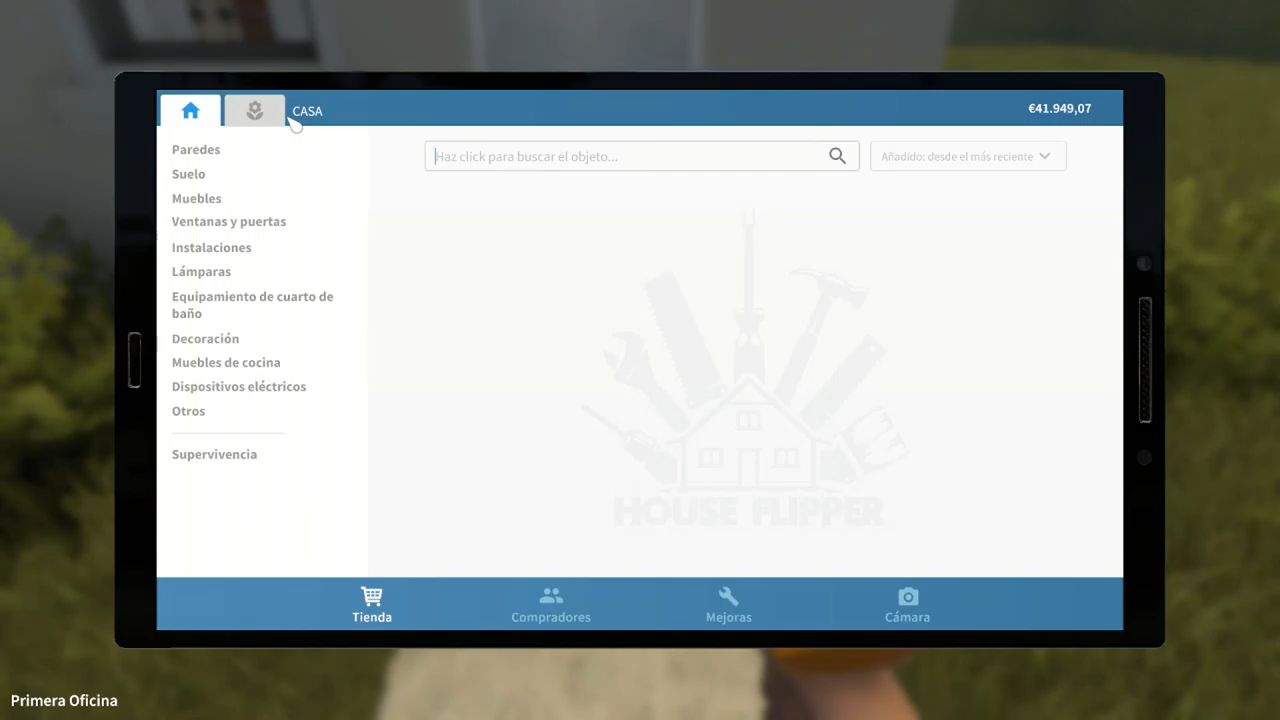 CASA
€41.949,07
Paredes
Suelo
Muebles
Ventanas y puertas
Instalaciones
Lámparas
Equipamiento de cuarto de
baño
Decoración
Muebles de cocina
Dispositivos eléctricos
Otros
Supervivencia
Haz click para buscar el objeto...
Añadido: desde el más reciente
HOUSE FLIPPER
Tienda
Compradores
Mejoras
Cámara
Primera Oficina